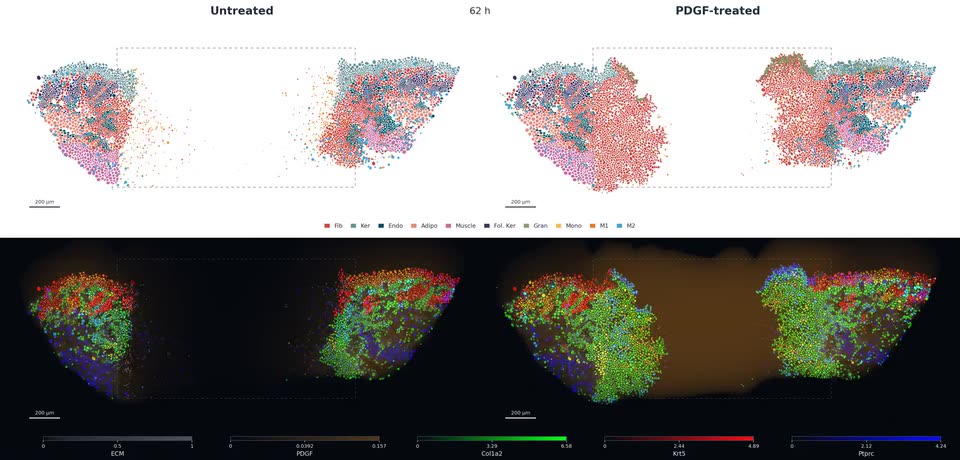 Untreated 62 h PDGF-treated
200 μm 200 μm
Fib Ker Endo Adipo Muscle Fol. Ker Gran Mono M1 M2
200 μm 200 μm
0 0.5 1 0 0.0392 0.157 0 3.29 6.58 0 2.44 4.89 0 2.12 4.24
ECM PDGF Col1a2 Krt5 Ptprc